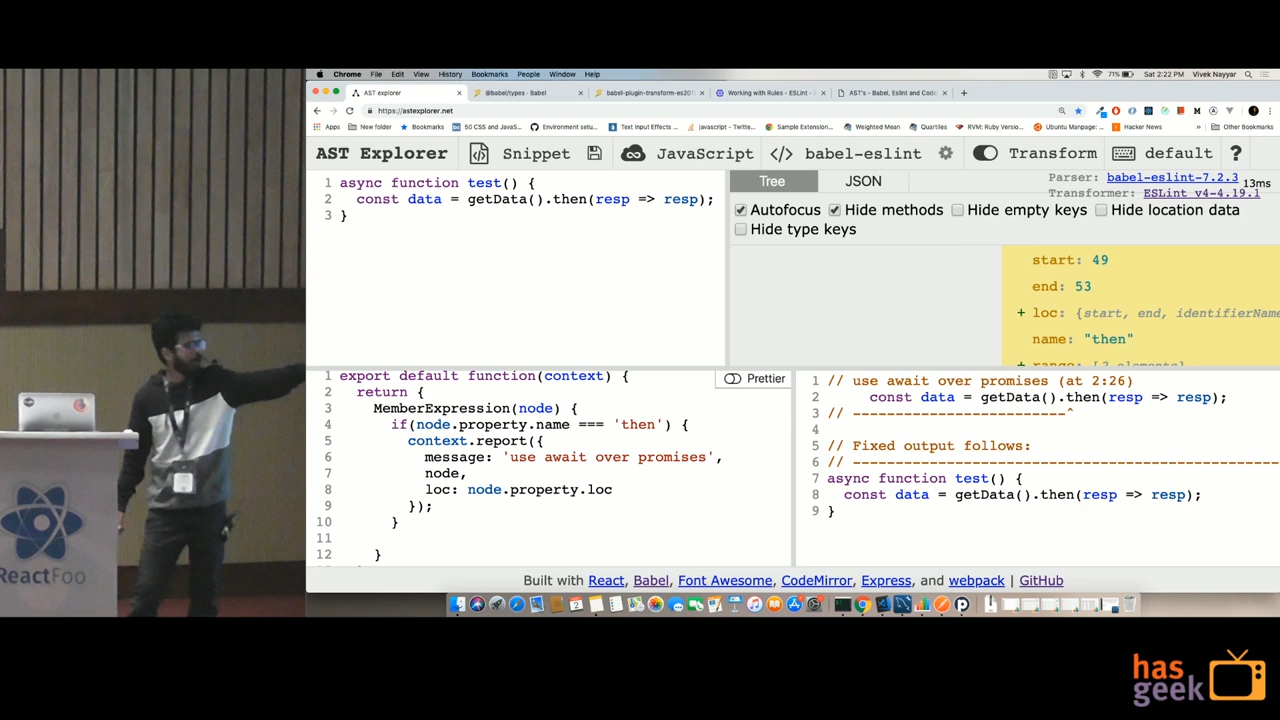 Chrome File Edit View History Bookmarks People Window Help
71% Sat 2:22 PM Vivek Nayyar
AST explorer
@babel/types · Babel
babel-plugin-transform-es201
Working with Rules - ESLint -
AST's - Babel, Eslint and Code
https://astexplorer.net
Apps New folder Bookmarks 50 CSS and JavaS... Environment setu... Text Input Effects ... javascript - Twitte... Sample Extension... Weighted Mean Quartiles RVM: Ruby Versio... Ubuntu Manpage: ... Hacker News » Other Bookmarks
AST Explorer Snippet JavaScript </> babel-eslint Transform default ?
1 async function test() {
2 const data = getData().then(resp => resp);
3 }
Tree JSON
Parser: babel-eslint-7.2.3 13ms
Transformer: ESLint v4-4.19.1
Autofocus Hide methods Hide empty keys Hide location data
Hide type keys
start: 49
end: 53
+ loc: {start, end, identifierName
name: "then"
1 export default function(context) {
2 return {
3 MemberExpression(node) {
4 if(node.property.name === 'then') {
5 context.report({
6 message: 'use await over promises',
7 node,
8 loc: node.property.loc
9 });
10 }
11
12 }
Prettier
1 // use await over promises (at 2:26)
2 const data = getData().then(resp => resp);
3 // -------------------------^
4
5 // Fixed output follows:
6 // --------------------------------------------------
7 async function test() {
8 const data = getData().then(resp => resp);
9 }
Built with React, Babel, Font Awesome, CodeMirror, Express, and webpack | GitHub
ReactFoo
has
geek